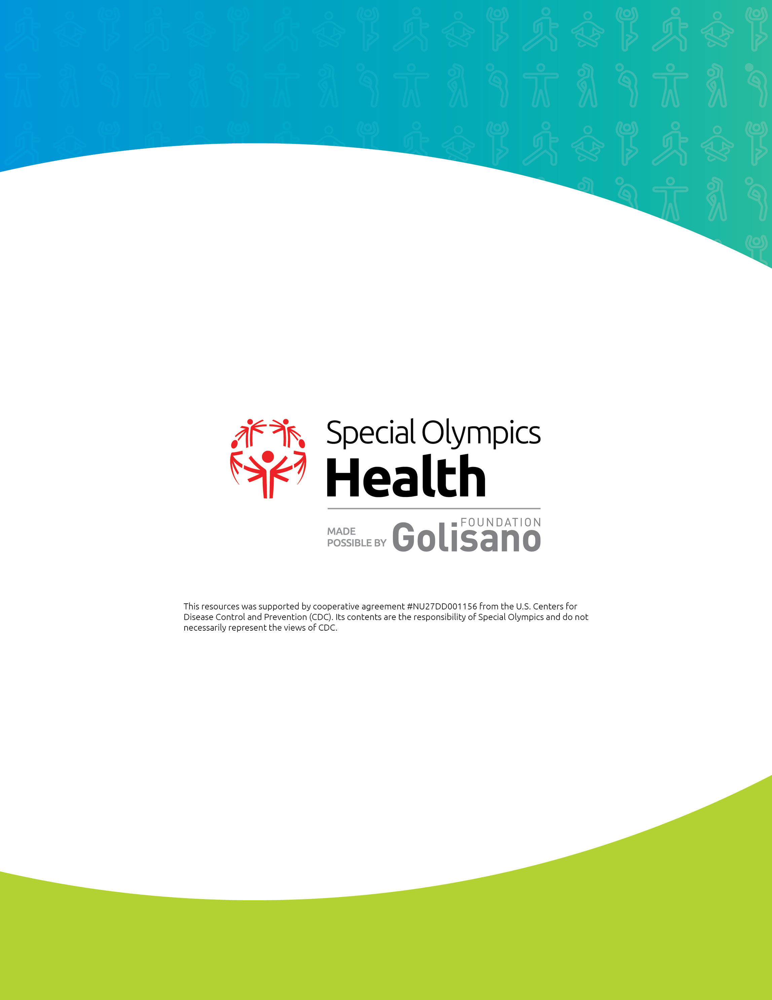 Special Olympics
Health
MADE
POSSIBLE BY
FOUNDATION
Golisano
This resources was supported by cooperative agreement #NU27DD001156 from the U.S. Centers for
Disease Control and Prevention (CDC). Its contents are the responsibility of Special Olympics and do not
necessarily represent the views of CDC.